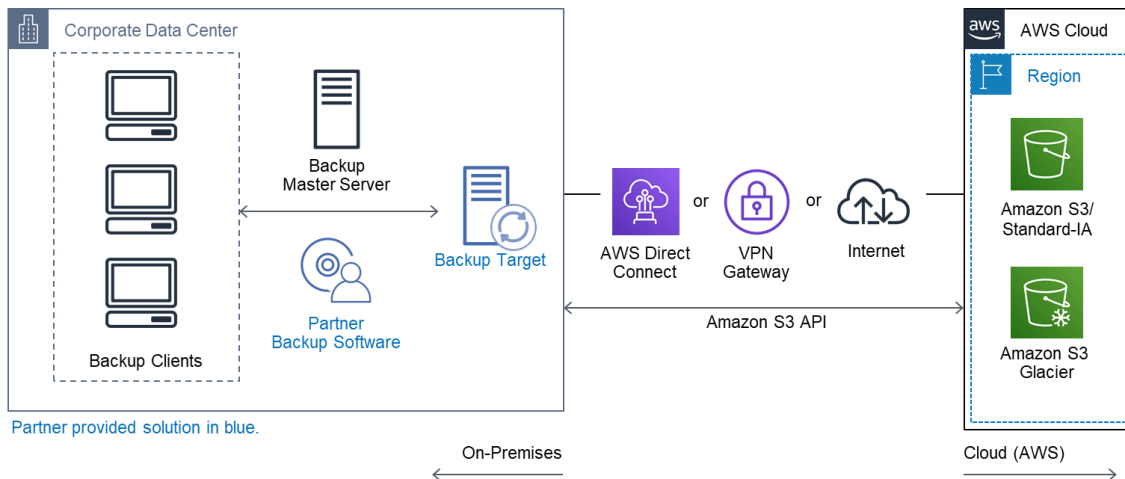 Corporate Data Center
Backup
Master Server
Backup Target
Partner
Backup Software
Backup Clients
Partner provided solution in blue.
AWS Direct
Connect
or
VPN
Gateway
or
Internet
Amazon S3 API
aws
AWS Cloud
Region
Amazon S3/
Standard-IA
Amazon S3
Glacier
On-Premises
Cloud (AWS)